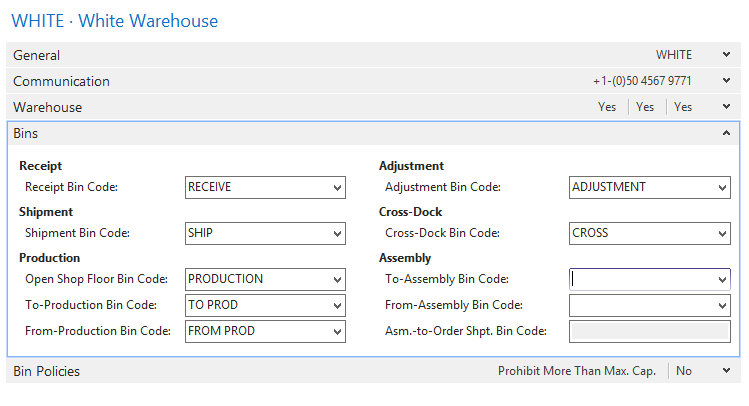 WHITE · White Warehouse
General WHITE
Communication +1-(0)50 4567 9771
Warehouse Yes Yes Yes
Bins
Receipt
Receipt Bin Code: RECEIVE
Shipment
Shipment Bin Code: SHIP
Production
Open Shop Floor Bin Code: PRODUCTION
To-Production Bin Code: TO PROD
From-Production Bin Code: FROM PROD
Adjustment
Adjustment Bin Code: ADJUSTMENT
Cross-Dock
Cross-Dock Bin Code: CROSS
Assembly
To-Assembly Bin Code:
From-Assembly Bin Code:
Asm.-to-Order Shpt. Bin Code:
Bin Policies Prohibit More Than Max. Cap. No